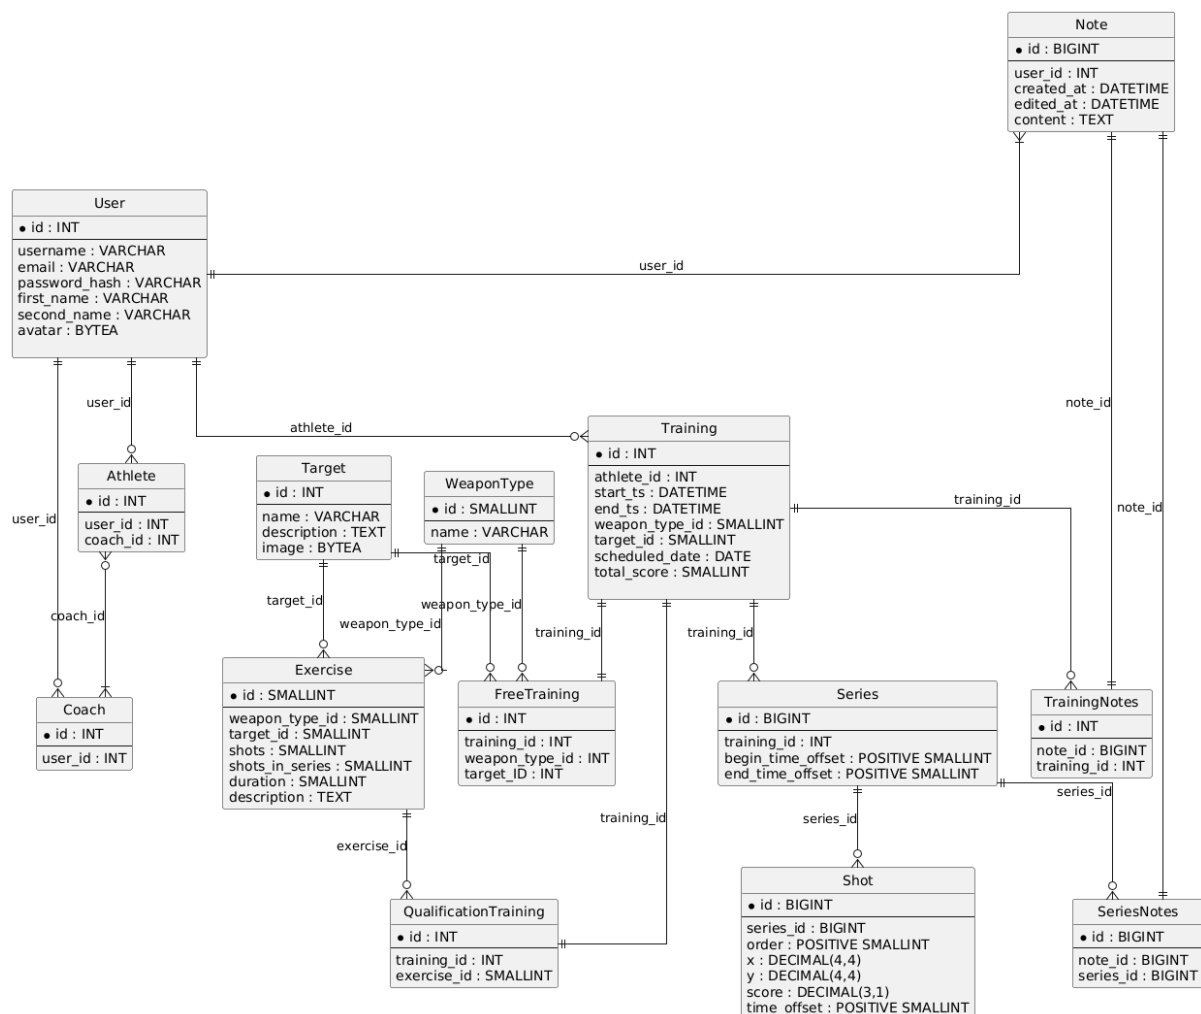 Note
id : BIGINT
user_id : INT
created_at : DATETIME
edited_at : DATETIME
content : TEXT
User
id : INT
username : VARCHAR
email : VARCHAR
password_hash : VARCHAR
first_name : VARCHAR
second_name : VARCHAR
avatar : BYTEA
user_id
user_id
athlete_id
note_id
Athlete
id : INT
user_id : INT
coach_id : INT
Target
id : INT
name : VARCHAR
description : TEXT
image : BYTEA
WeaponType
id : SMALLINT
name : VARCHAR
Training
id : INT
athlete_id : INT
start_ts : DATETIME
end_ts : DATETIME
weapon_type_id : SMALLINT
target_id : SMALLINT
scheduled_date : DATE
total_score : SMALLINT
training_id
note_id
user_id
target_id
target_id
weapon_type_id
weapon_type_id
coach_id
training_id
training_id
Coach
id : INT
user_id : INT
Exercise
id : SMALLINT
weapon_type_id : SMALLINT
target_id : SMALLINT
shots : SMALLINT
shots_in_series : SMALLINT
duration : SMALLINT
description : TEXT
FreeTraining
id : INT
training_id : INT
weapon_type_id : INT
target_ID : INT
Series
id : BIGINT
training_id : INT
begin_time_offset : POSITIVE SMALLINT
end_time_offset : POSITIVE SMALLINT
TrainingNotes
id : INT
note_id : BIGINT
training_id : INT
series_id
training_id
series_id
exercise_id
QualificationTraining
id : INT
training_id : INT
exercise_id : SMALLINT
Shot
id : BIGINT
series_id : BIGINT
order : POSITIVE SMALLINT
x : DECIMAL(4,4)
y : DECIMAL(4,4)
score : DECIMAL(3,1)
time_offset : POSITIVE SMALLINT
SeriesNotes
id : BIGINT
note_id : BIGINT
series_id : BIGINT